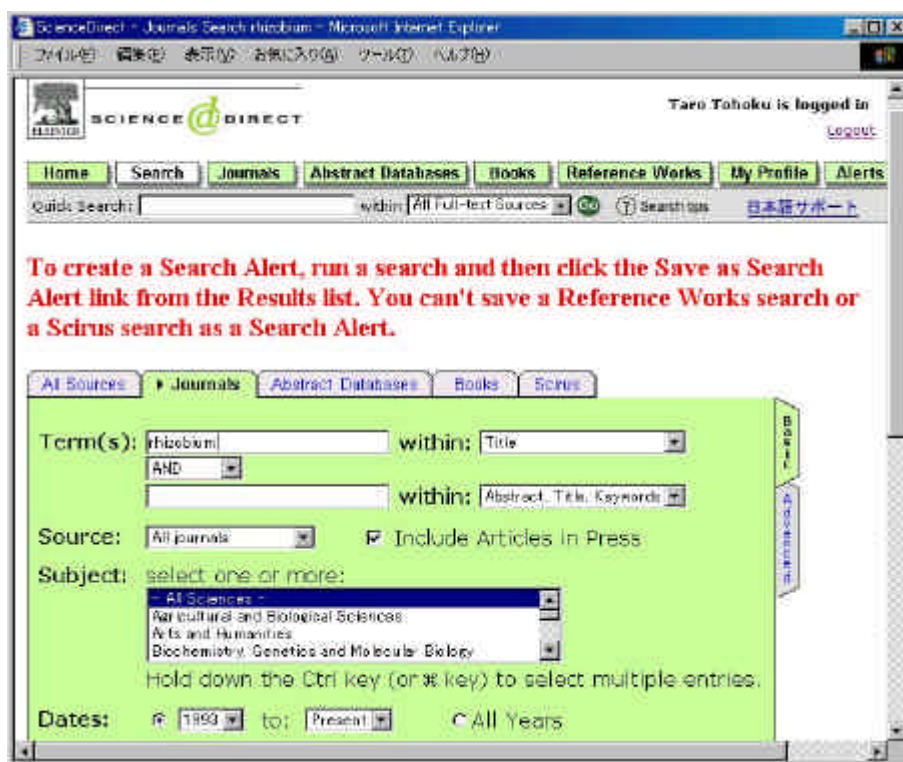 ScienceDirect - Journals Search rhizobium - Microsoft Internet Explorer
ファイル(F) 編集(E) 表示(V) お気に入り(A) ツール(T) ヘルプ(H)
ELSEVIER SCIENCE @ DIRECT
Taro Tohoku is logged in
Logout
Home Search Journals Abstract Databases Books Reference Works My Profile Alerts
Quick Search: within All Full-text Sources Go ? Search tips 日本語サポート
To create a Search Alert, run a search and then click the Save as Search
Alert link from the Results list. You can't save a Reference Works search or
a Scirus search as a Search Alert.
All Sources Journals Abstract Databases Books Scirus
Term(s): rhizobium within: Title
AND
within: Abstract, Title, Keywords
Source: All journals Include Articles In Press
Subject: select one or more:
- All Sciences -
Agricultural and Biological Sciences
Arts and Humanities
Biochemistry, Genetics and Molecular Biology
Hold down the Ctrl key (or ⌘ key) to select multiple entries.
Dates: 1993 to: Present All Years
Basic
Advanced